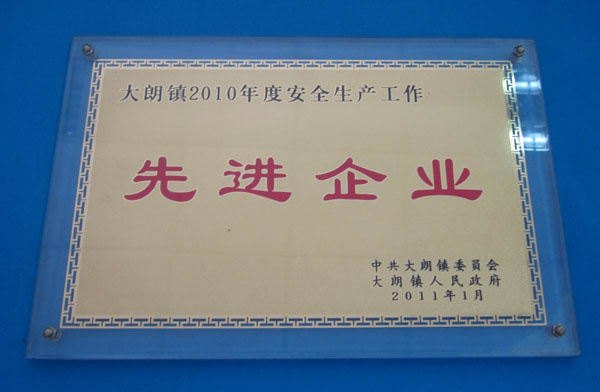 大朗镇2010年度安全生产工作
先进企业
中共大朗镇委员会
大朗镇人民政府
2011年1月